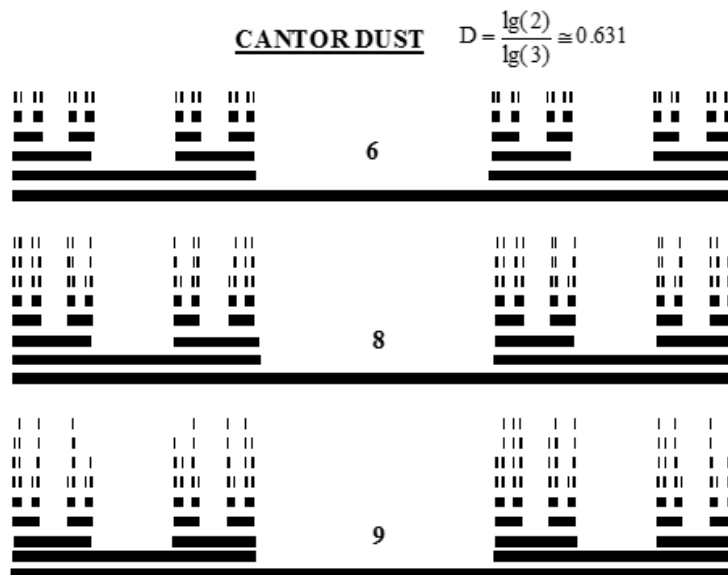 CANTOR DUST D = lg(2)/lg(3) ≅ 0.631
6
8
9